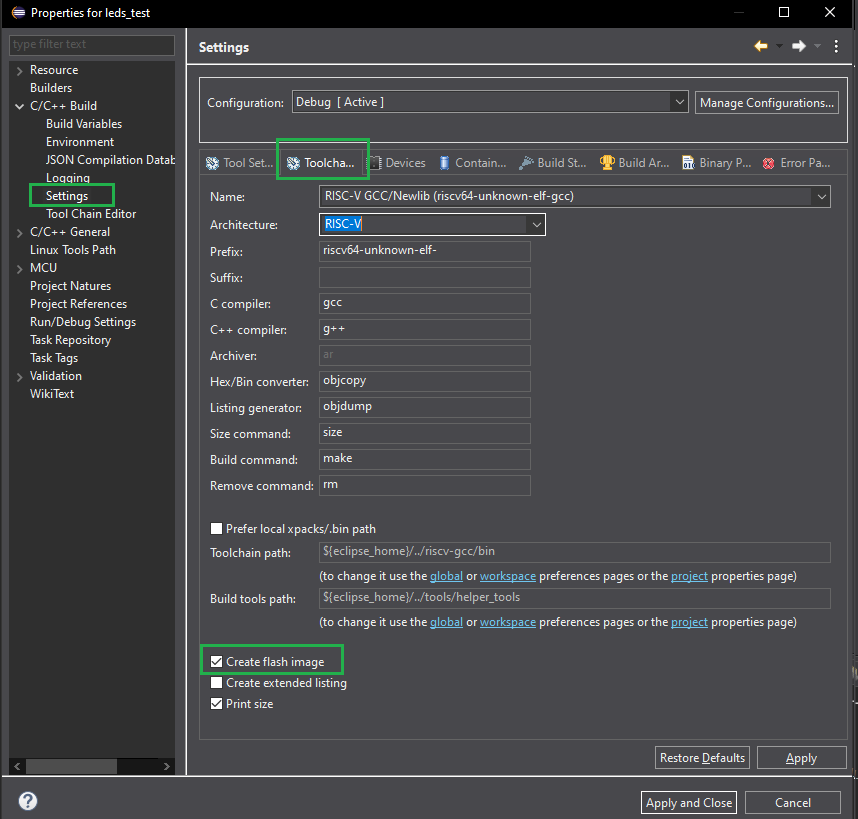 Properties for leds_test
type filter text
Resource
Builders
C/C++ Build
Build Variables
Environment
JSON Compilation Datab
Logging
Settings
Tool Chain Editor
C/C++ General
Linux Tools Path
MCU
Project Natures
Project References
Run/Debug Settings
Task Repository
Task Tags
Validation
WikiText
Settings
Configuration: Debug [ Active ] Manage Configurations...
Tool Set... Toolcha... Devices Contain... Build St... Build Ar... Binary P... Error Pa...
Name: RISC-V GCC/Newlib (riscv64-unknown-elf-gcc)
Architecture: RISC-V
Prefix: riscv64-unknown-elf-
Suffix:
C compiler: gcc
C++ compiler: g++
Archiver: ar
Hex/Bin converter: objcopy
Listing generator: objdump
Size command: size
Build command: make
Remove command: rm
Prefer local xpacks/.bin path
Toolchain path: ${eclipse_home}/../riscv-gcc/bin
(to change it use the global or workspace preferences pages or the project properties page)
Build tools path: ${eclipse_home}/../tools/helper_tools
(to change it use the global or workspace preferences pages or the project properties page)
Create flash image
Create extended listing
Print size
Restore Defaults Apply
Apply and Close Cancel